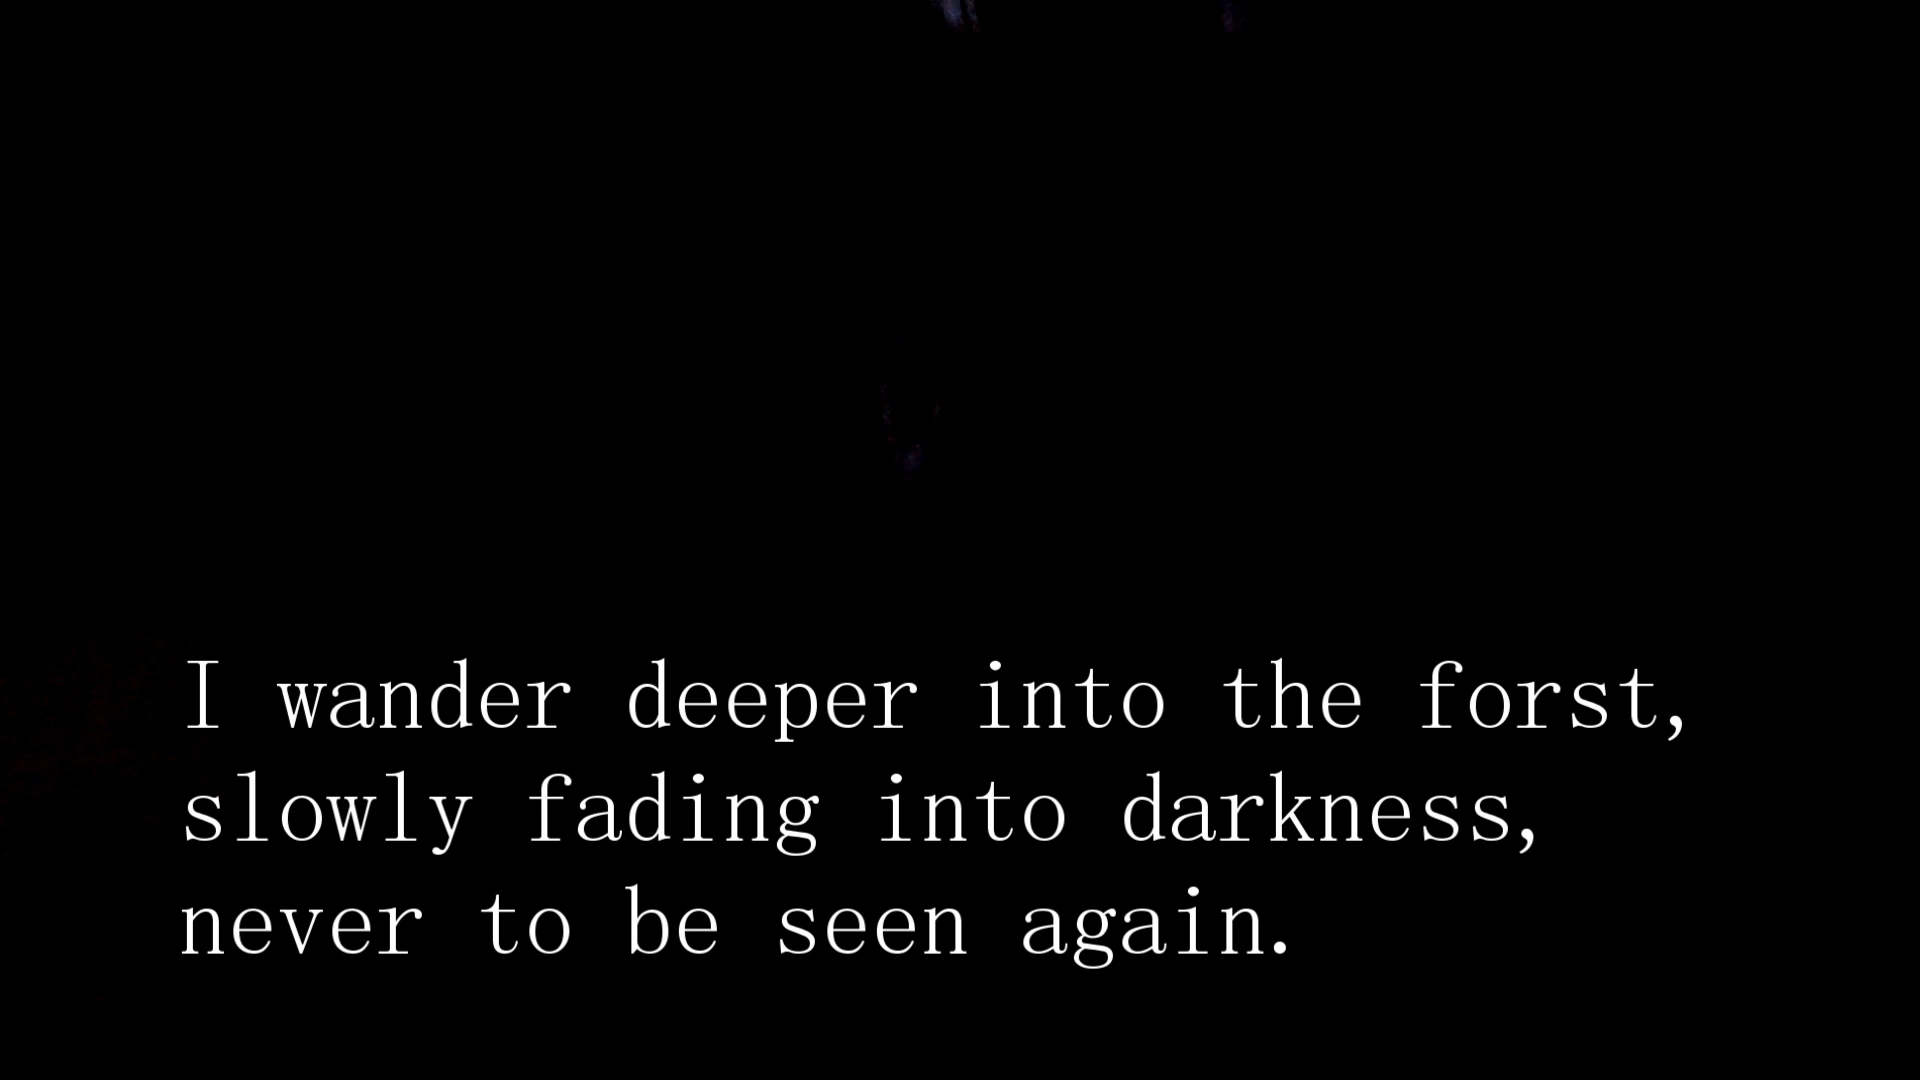 I wander deeper into the forst,
slowly fading into darkness,
never to be seen again.